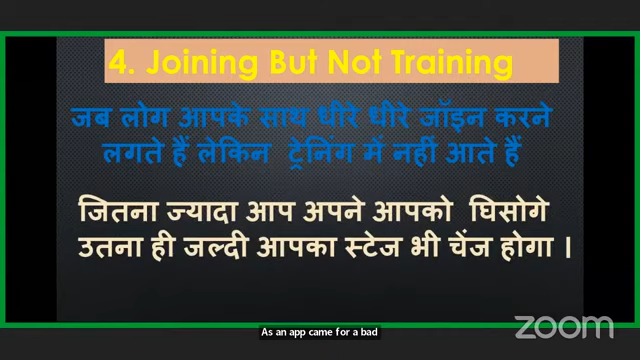 4. Joining But Not Training
जब लोग आपके साथ धीरे धीरे जॉइन करने
लगते हैं लेकिन ट्रेनिंग में नहीं आते हैं
जितना ज्यादा आप अपने आपको घिसोगे
उतना ही जल्दी आपका स्टेज भी चेंज होगा ।
zoom
As an app came for a bad